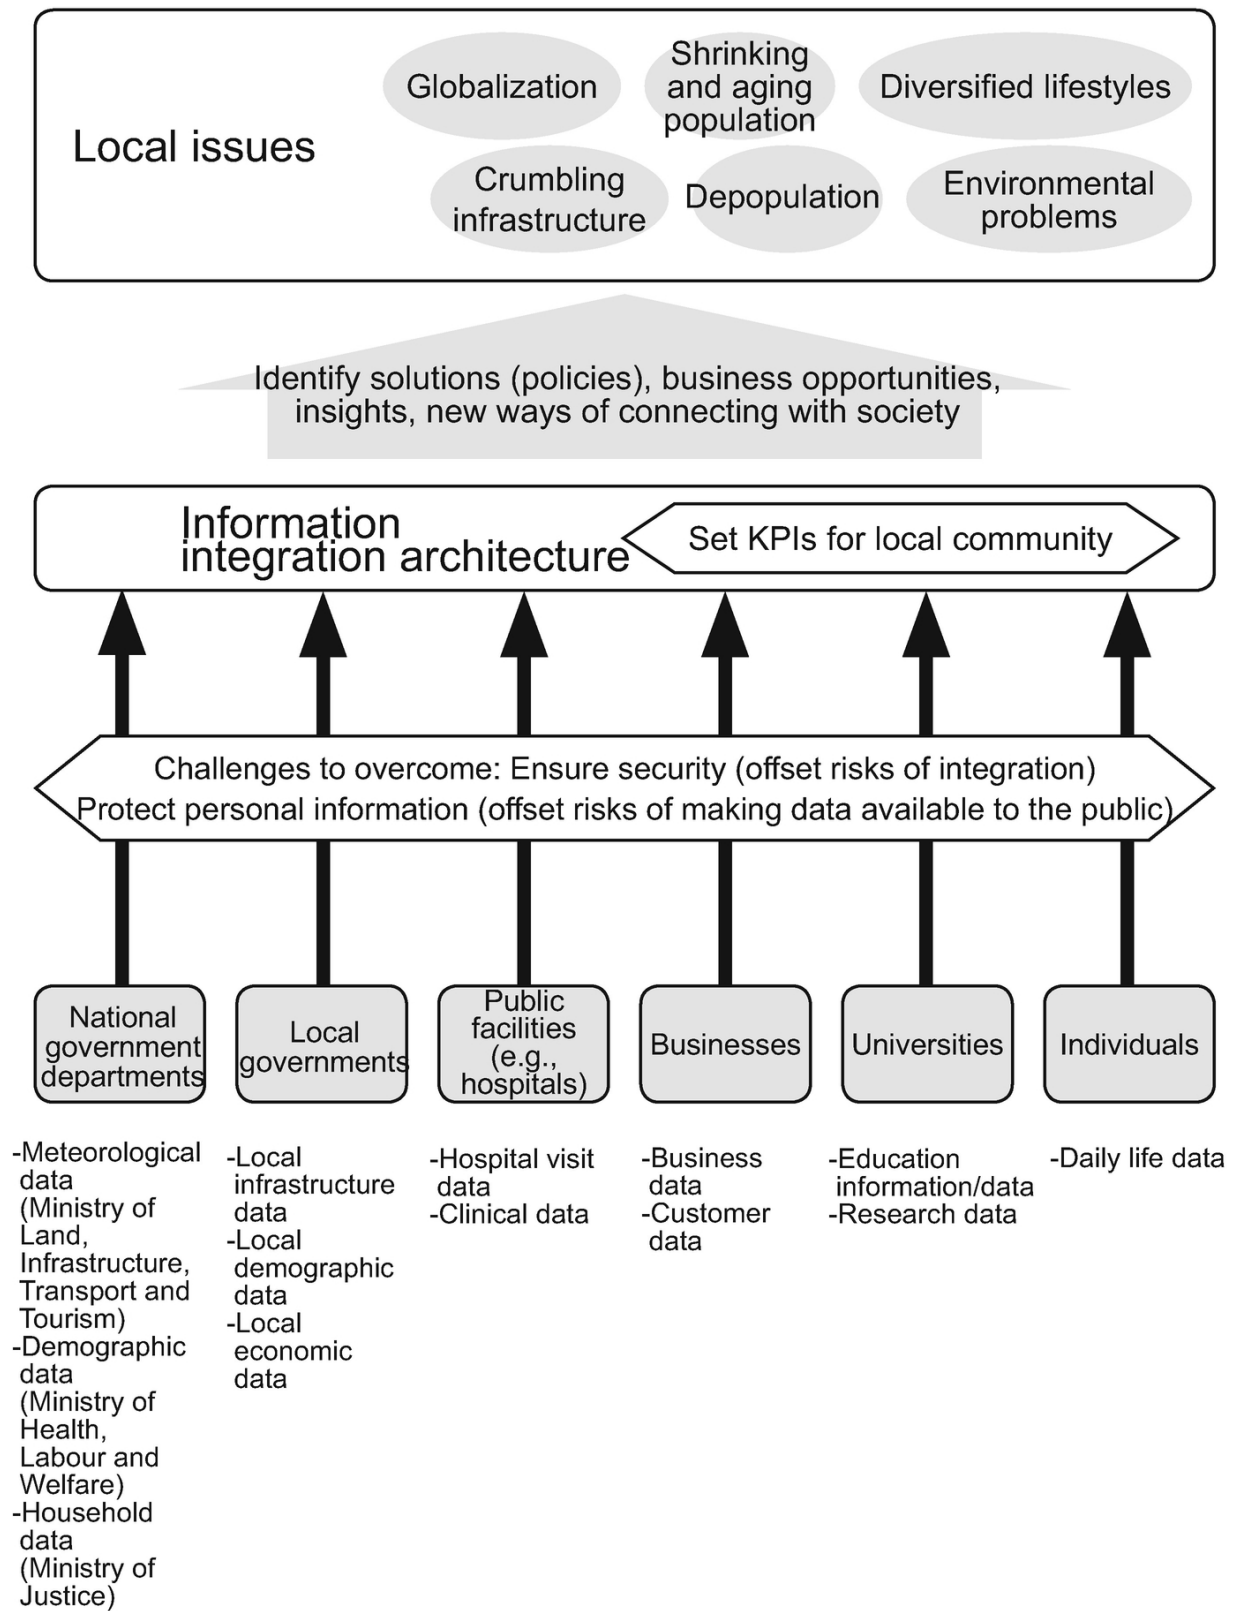 Local issues
Globalization
Shrinking
and aging
population
Diversified lifestyles
Crumbling
infrastructure
Depopulation
Environmental
problems
Identify solutions (policies), business opportunities,
insights, new ways of connecting with society
Information
integration architecture
Set KPIs for local community
Challenges to overcome: Ensure security (offset risks of integration)
Protect personal information (offset risks of making data available to the public)
National
government
departments
Local
governments
Public
facilities
(e.g.,
hospitals)
Businesses
Universities
Individuals
-Meteorological
data
(Ministry of
Land,
Infrastructure,
Transport and
Tourism)
-Demographic
data
(Ministry of
Health,
Labour and
Welfare)
-Household
data
(Ministry of
Justice)
-Local
infrastructure
data
-Local
demographic
data
-Local
economic
data
-Hospital visit
data
-Clinical data
-Business
data
-Customer
data
-Education
information/data
-Research data
-Daily life data